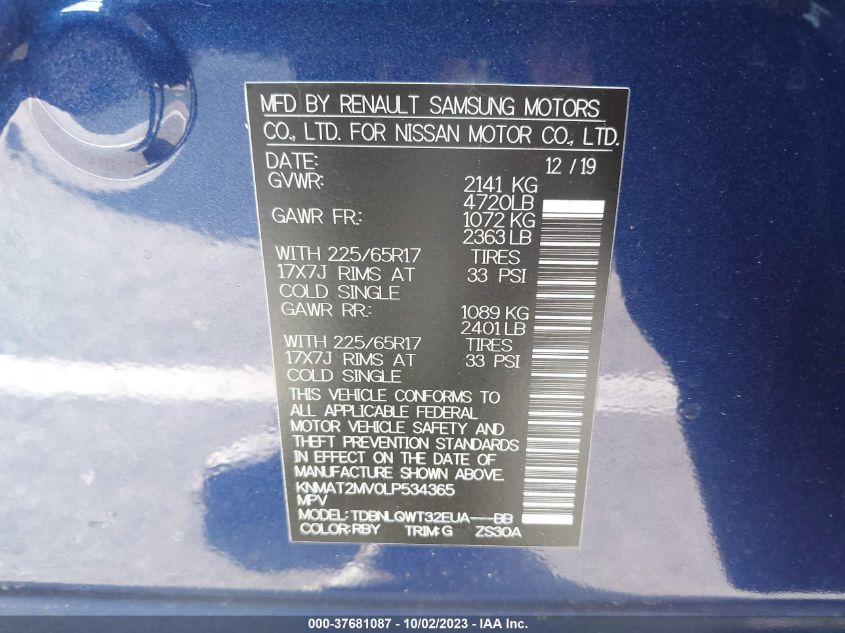 MFD BY RENAULT SAMSUNG MOTORS
CO., LTD. FOR NISSAN MOTOR CO., LTD.
DATE: 12 / 19
GVWR: 2141 KG
4720LB
GAWR FR: 1072 KG
2363LB
WITH 225/65R17 TIRES
17X7J RIMS AT 33 PSI
COLD SINGLE
GAWR RR: 1089 KG
2401LB
WITH 225/65R17 TIRES
17X7J RIMS AT 33 PSI
COLD SINGLE
THIS VEHICLE CONFORMS TO
ALL APPLICABLE FEDERAL
MOTOR VEHICLE SAFETY AND
THEFT PREVENTION STANDARDS
IN EFFECT ON THE DATE OF
MANUFACTURE SHOWN ABOVE.
KNMAT2MV0LP534365
MPV
MODEL: TDBNLQWT32EUA---BB
COLOR:RBY TRIM:G ZS30A
000-37681087 - 10/02/2023 - IAA Inc.